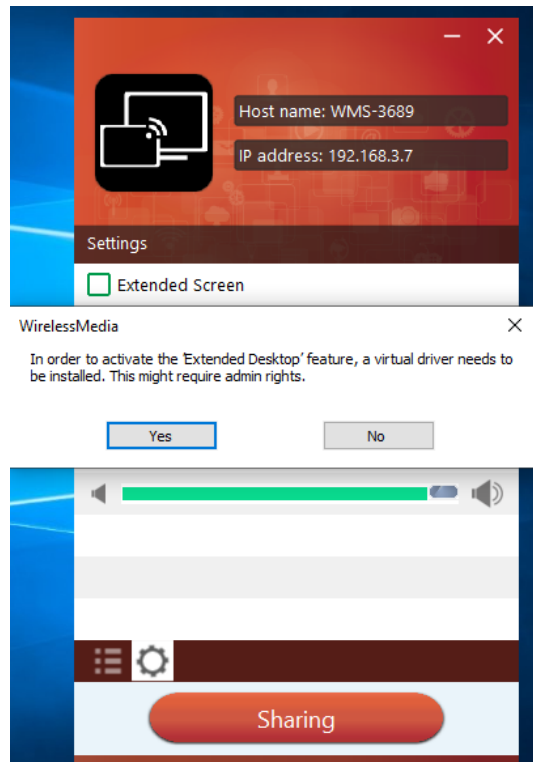 Host name: WMS-3689
IP address: 192.168.3.7
Settings
Extended Screen
WirelessMedia
In order to activate the 'Extended Desktop' feature, a virtual driver needs to
be installed. This might require admin rights.
Yes
No
Sharing